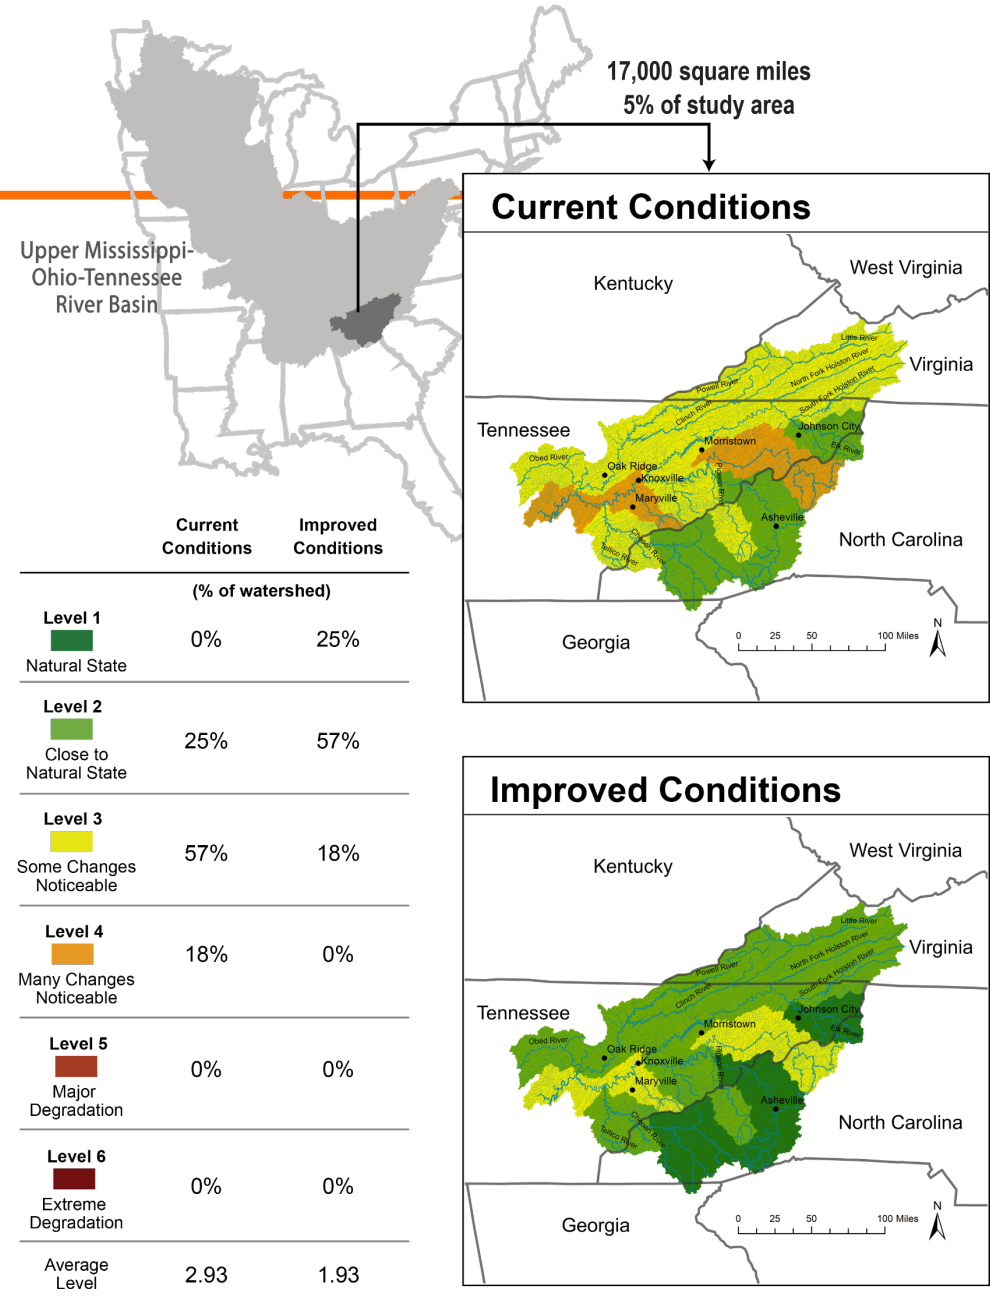 17,000 square miles
5% of study area
Upper Mississippi-
Ohio-Tennessee
River Basin
Current Conditions
Kentucky
West Virginia
Virginia
Little River
North Fork Holston River
South Fork Holston River
Powell River
Clinch River
Tennessee
Johnson City
Elk River
Morristown
Obed River
Oak Ridge
Knoxville
Pigeon River
Maryville
Asheville
Cheoah River
Tellico River
North Carolina
Georgia
0 25 50 100 Miles
N
Current Conditions
Improved Conditions
(% of watershed)
Level 1
Natural State
0% 25%
Level 2
Close to
Natural State
25% 57%
Level 3
Some Changes
Noticeable
57% 18%
Level 4
Many Changes
Noticeable
18% 0%
Level 5
Major
Degradation
0% 0%
Level 6
Extreme
Degradation
0% 0%
Average
Level
2.93 1.93
Improved Conditions
Kentucky
West Virginia
Virginia
Little River
North Fork Holston River
South Fork Holston River
Powell River
Clinch River
Tennessee
Johnson City
Elk River
Morristown
Obed River
Oak Ridge
Knoxville
Pigeon River
Maryville
Asheville
Cheoah River
Tellico River
North Carolina
Georgia
0 25 50 100 Miles
N